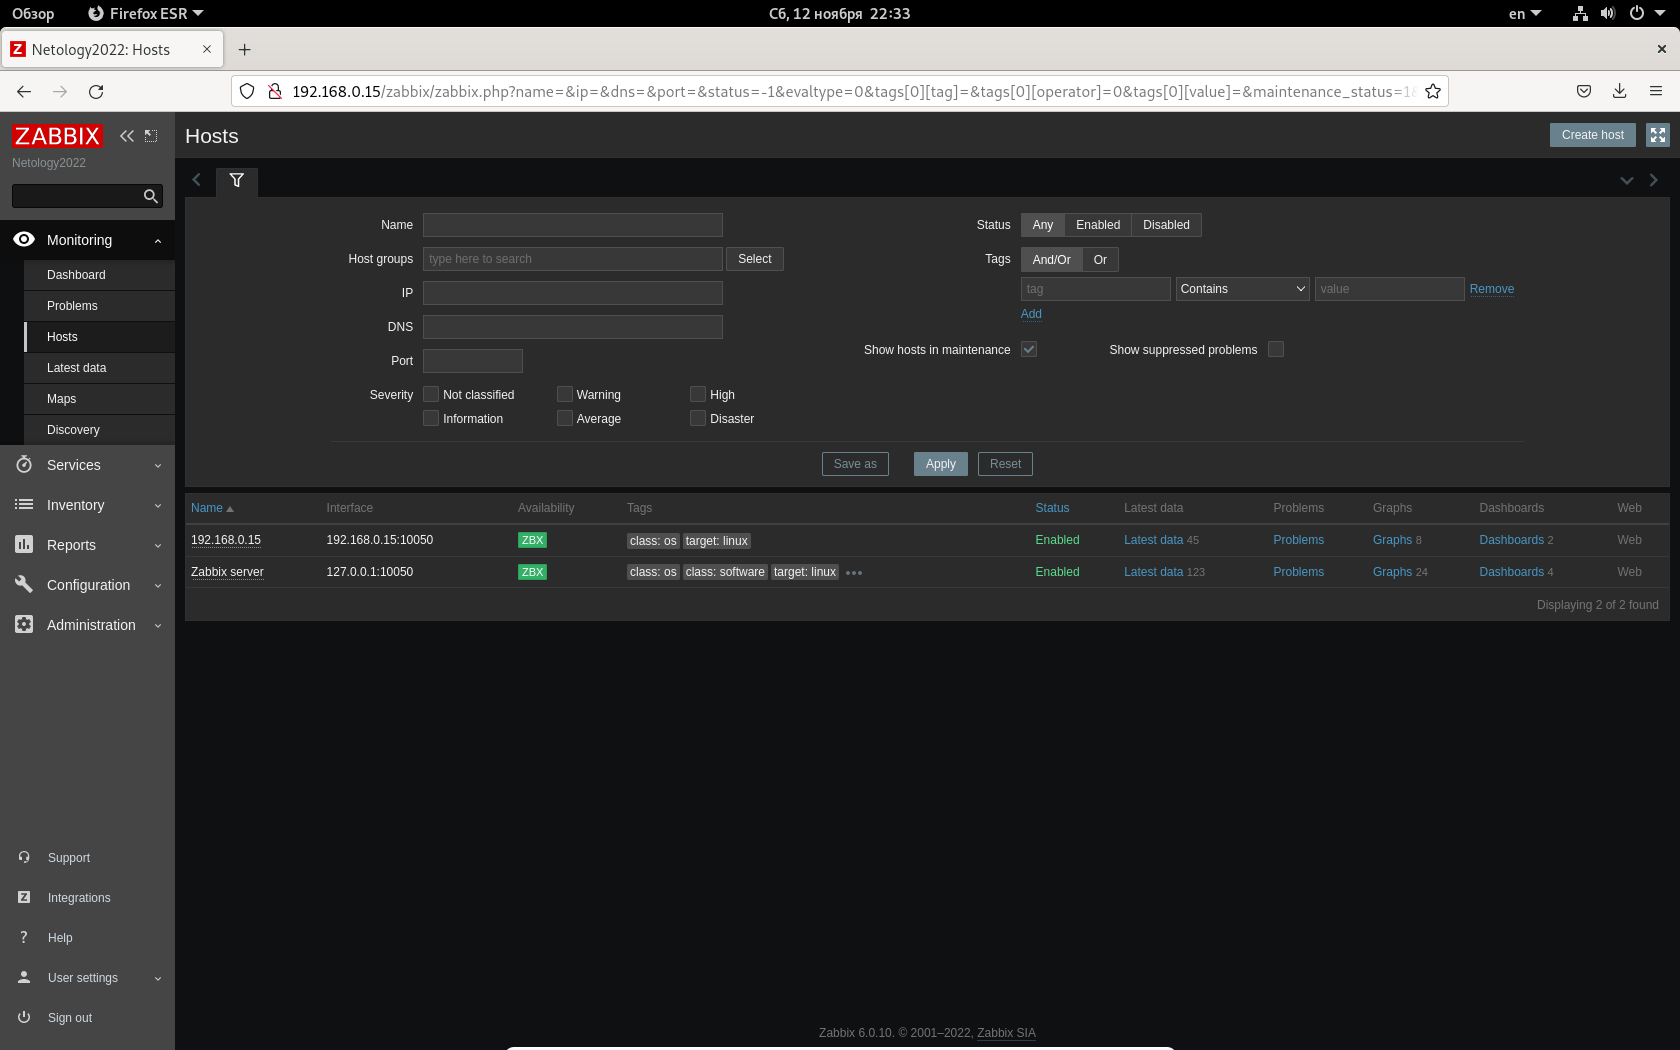 Обзор Firefox ESR Сб, 12 ноября 22:33 en
Netology2022: Hosts
192.168.0.15/zabbix/zabbix.php?name=&ip=&dns=&port=&status=-1&evaltype=0&tags[0][tag]=&tags[0][operator]=0&tags[0][value]=&maintenance_status=1
ZABBIX
Netology2022
Monitoring
Dashboard
Problems
Hosts
Latest data
Maps
Discovery
Services
Inventory
Reports
Configuration
Administration
Support
Integrations
Help
User settings
Sign out
Hosts Create host
Name
Host groups type here to search Select
IP
DNS
Port
Severity Not classified Warning High
Information Average Disaster
Status Any Enabled Disabled
Tags And/Or Or
tag Contains value Remove
Add
Show hosts in maintenance Show suppressed problems
Save as Apply Reset
Name Interface Availability Tags Status Latest data Problems Graphs Dashboards Web
192.168.0.15 192.168.0.15:10050 ZBX class: os target: linux Enabled Latest data 45 Problems Graphs 8 Dashboards 2 Web
Zabbix server 127.0.0.1:10050 ZBX class: os class: software target: linux Enabled Latest data 123 Problems Graphs 24 Dashboards 4 Web
Displaying 2 of 2 found
Zabbix 6.0.10. © 2001–2022, Zabbix SIA